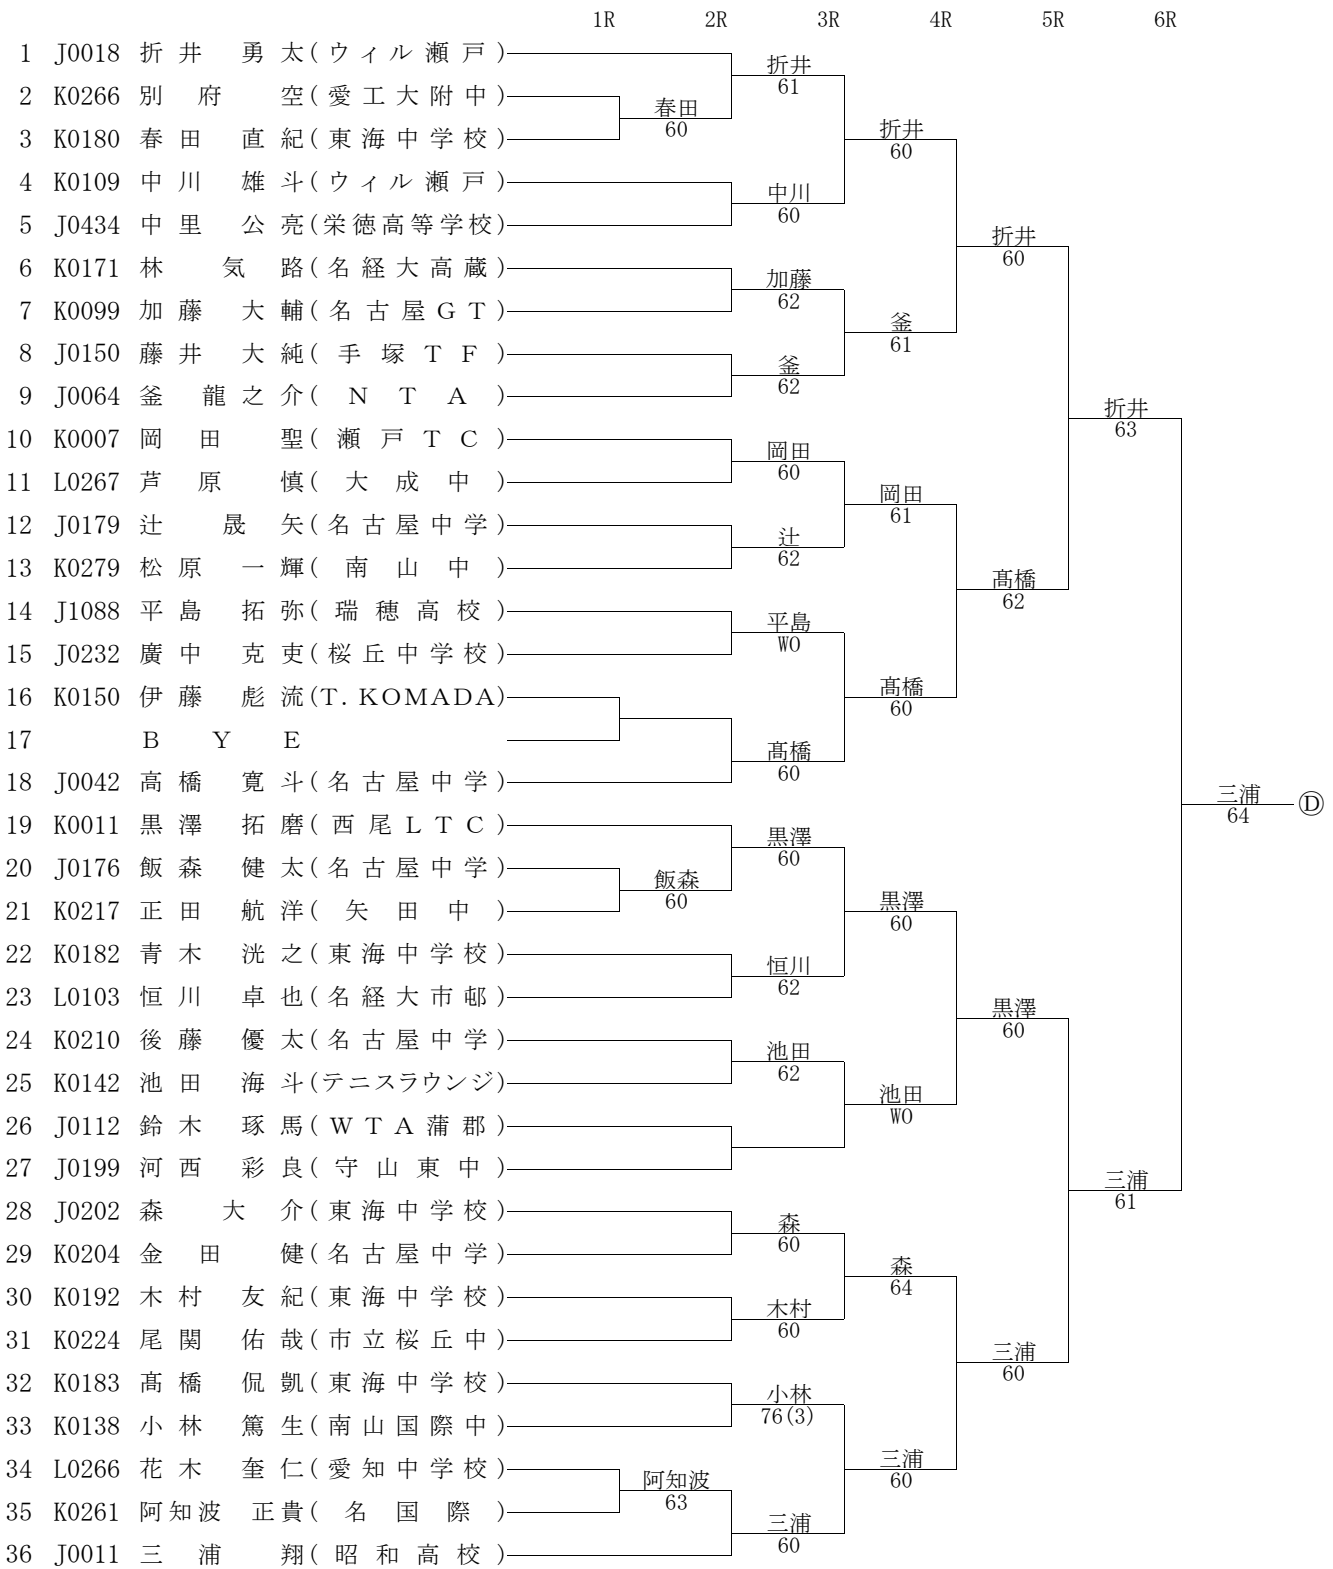 1R 2R 3R 4R 5R 6R
1 J0018 折井 勇太(ウィル瀬戸)
折井
61
2 K0266 別府 空(愛工大附中)
春田
60
3 K0180 春田 直紀(東海中学校)
折井
60
4 K0109 中川 雄斗(ウィル瀬戸)
中川
60
5 J0434 中里 公亮(栄徳高等学校)
折井
60
6 K0171 林 気路(名経大高蔵)
加藤
62
7 K0099 加藤 大輔(名古屋GT)
釜
61
8 J0150 藤井 大純(手塚TF)
釜
62
9 J0064 釜 龍之介(NTA)
折井
63
10 K0007 岡田 聖(瀬戸TC)
岡田
60
11 L0267 芦原 慎(大成中)
岡田
61
12 J0179 辻 晟矢(名古屋中学)
辻
62
13 K0279 松原 一輝(南山中)
髙橋
62
14 J1088 平島 拓弥(瑞穂高校)
平島
WO
15 J0232 廣中 克吏(桜丘中学校)
16 K0150 伊藤 彪流(T.KOMADA)
髙橋
60
17 BYE
髙橋
60
18 J0042 髙橋 寛斗(名古屋中学)
三浦
64
Ⓓ
19 K0011 黒澤 拓磨(西尾LTC)
黒澤
60
20 J0176 飯森 健太(名古屋中学)
飯森
60
21 K0217 正田 航洋(矢田中)
黒澤
60
22 K0182 青木 洸之(東海中学校)
恒川
62
23 L0103 恒川 卓也(名経大市邨)
黒澤
60
24 K0210 後藤 優太(名古屋中学)
池田
62
25 K0142 池田 海斗(テニスラウンジ)
池田
WO
26 J0112 鈴木 琢馬(WTA蒲郡)
27 J0199 河西 彩良(守山東中)
三浦
61
28 J0202 森 大介(東海中学校)
森
60
29 K0204 金田 健(名古屋中学)
森
64
30 K0192 木村 友紀(東海中学校)
木村
60
31 K0224 尾関 佑哉(市立桜丘中)
三浦
60
32 K0183 髙橋 侃凱(東海中学校)
小林
76(3)
33 K0138 小林 篤生(南山国際中)
三浦
60
34 L0266 花木 奎仁(愛知中学校)
阿知波
63
35 K0261 阿知波 正貴(名国際)
三浦
60
36 J0011 三浦 翔(昭和高校)